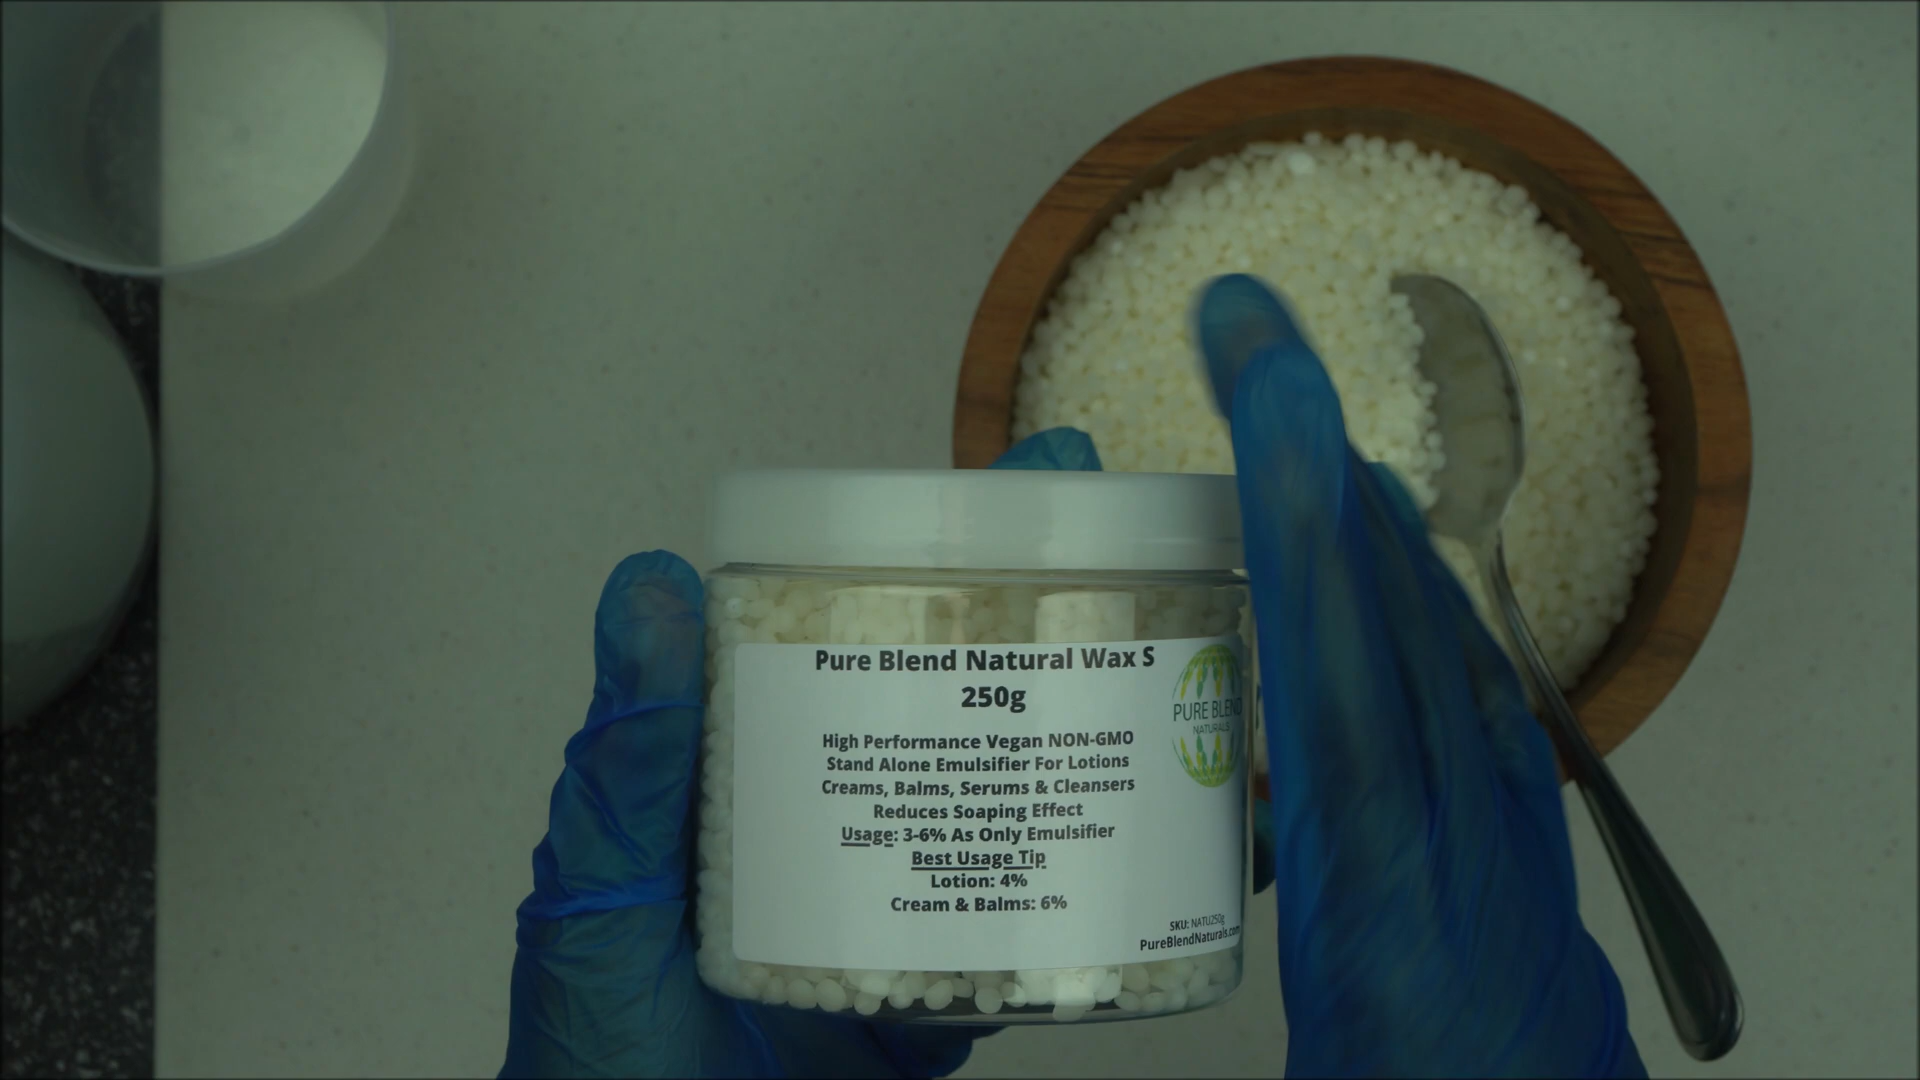 Pure Blend Natural Wax S
250g
High Performance Vegan NON-GMO
Stand Alone Emulsifier For Lotions
Creams, Balms, Serums & Cleansers
Reduces Soaping Effect
Usage: 3-6% As Only Emulsifier
Best Usage Tip
Lotion: 4%
Cream & Balms: 6%
PURE BLEND
NATURALS
SKU: NATU250g
PureBlendNaturals.com